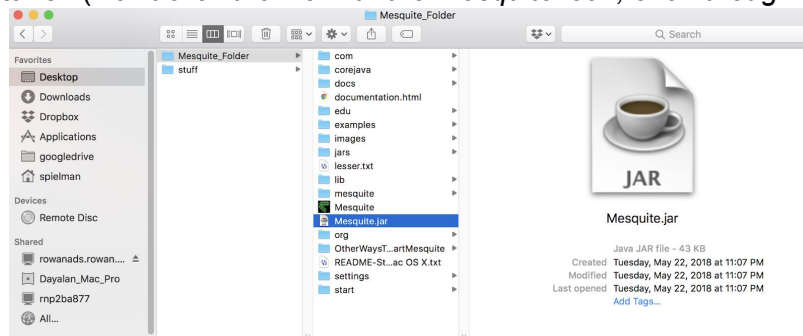 Mesquite_Folder
Search
Favorites
Desktop
Downloads
Dropbox
Applications
googledrive
spielman
Devices
Remote Disc
Shared
rowanads.rowan....
Dayalan_Mac_Pro
rnp2ba877
All...
Mesquite_Folder
stuff
com
corejava
docs
documentation.html
edu
examples
images
jars
lesser.txt
lib
mesquite
Mesquite
Mesquite.jar
org
OtherWaysT...artMesquite
README-St...ac OS X.txt
settings
start
JAR
Mesquite.jar
Java JAR file - 43 KB
Created Tuesday, May 22, 2018 at 11:07 PM
Modified Tuesday, May 22, 2018 at 11:07 PM
Last opened Tuesday, May 22, 2018 at 11:07 PM
Add Tags...